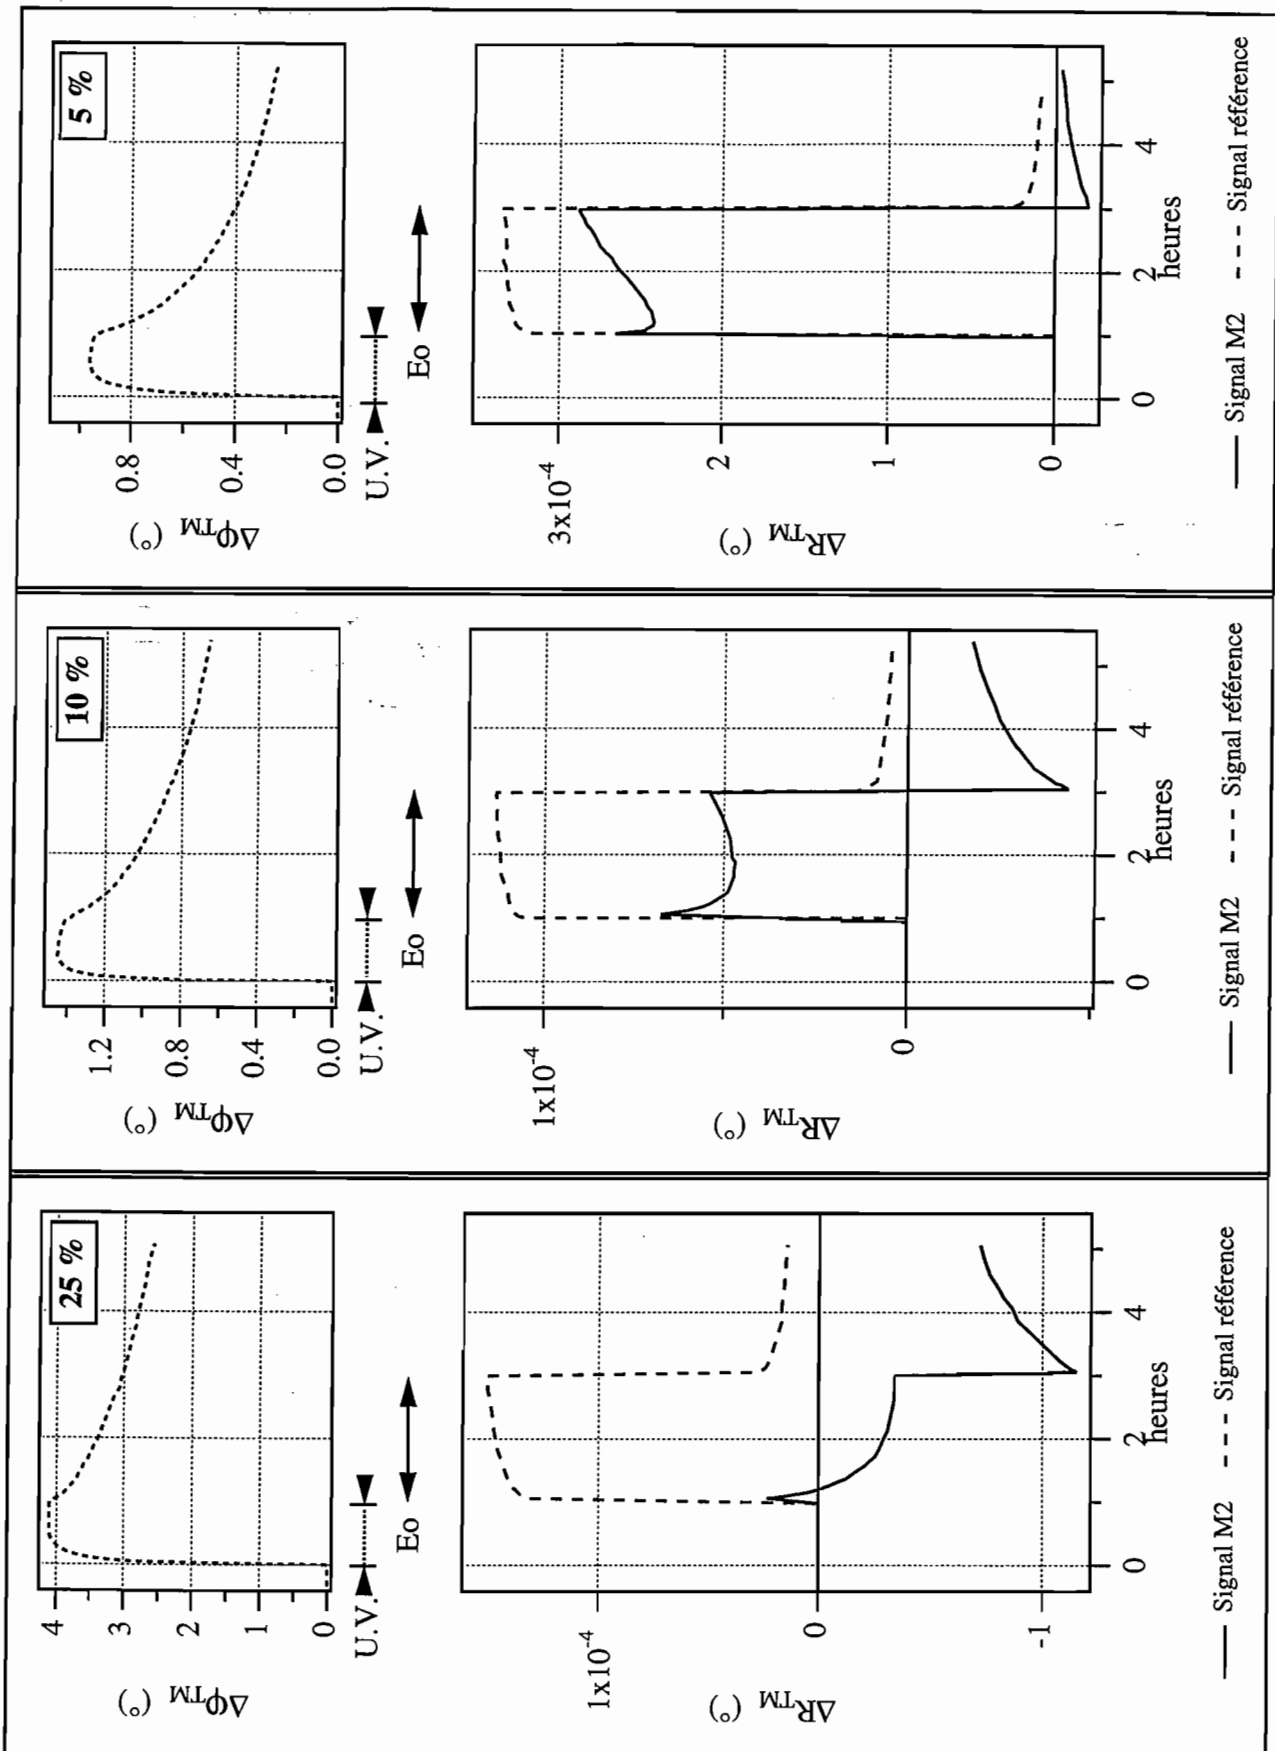 25 %
ΔφTM (°)
4
3
2
1
0
U.V.
Eo
ΔRTM (°)
1x10-4
0
-1
0
2
4
heures
Signal M2
Signal référence
10 %
ΔφTM (°)
1.2
0.8
0.4
0.0
U.V.
Eo
ΔRTM (°)
1x10-4
0
0
2
4
heures
Signal M2
Signal référence
5 %
ΔφTM (°)
0.8
0.4
0.0
U.V.
Eo
ΔRTM (°)
3x10-4
2
1
0
0
2
4
heures
Signal M2
Signal référence